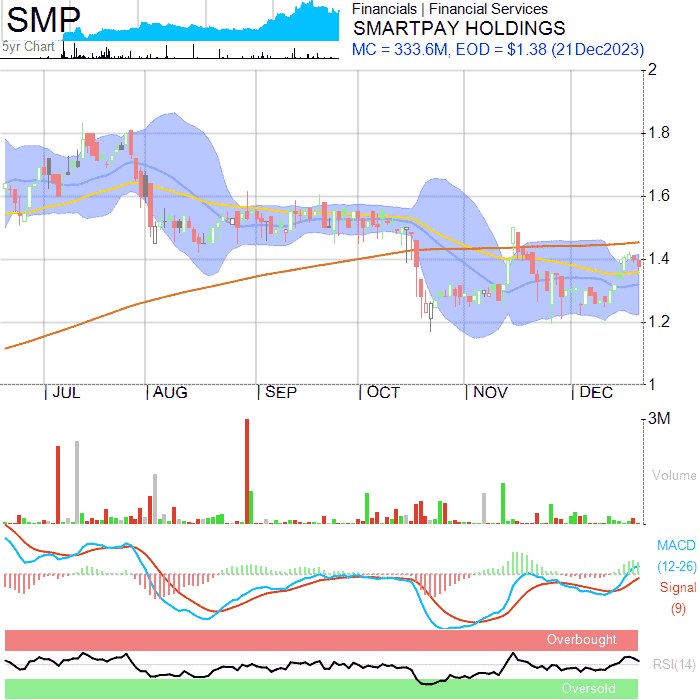 SMP
5yr Chart
Financials | Financial Services
SMARTPAY HOLDINGS
MC = 333.6M, EOD = $1.38 (21Dec2023)
2
1.8
1.6
1.4
1.2
1
JUL AUG SEP OCT NOV DEC
3M
Volume
MACD
(12-26)
Signal
(9)
Overbought
RSI(14)
Oversold